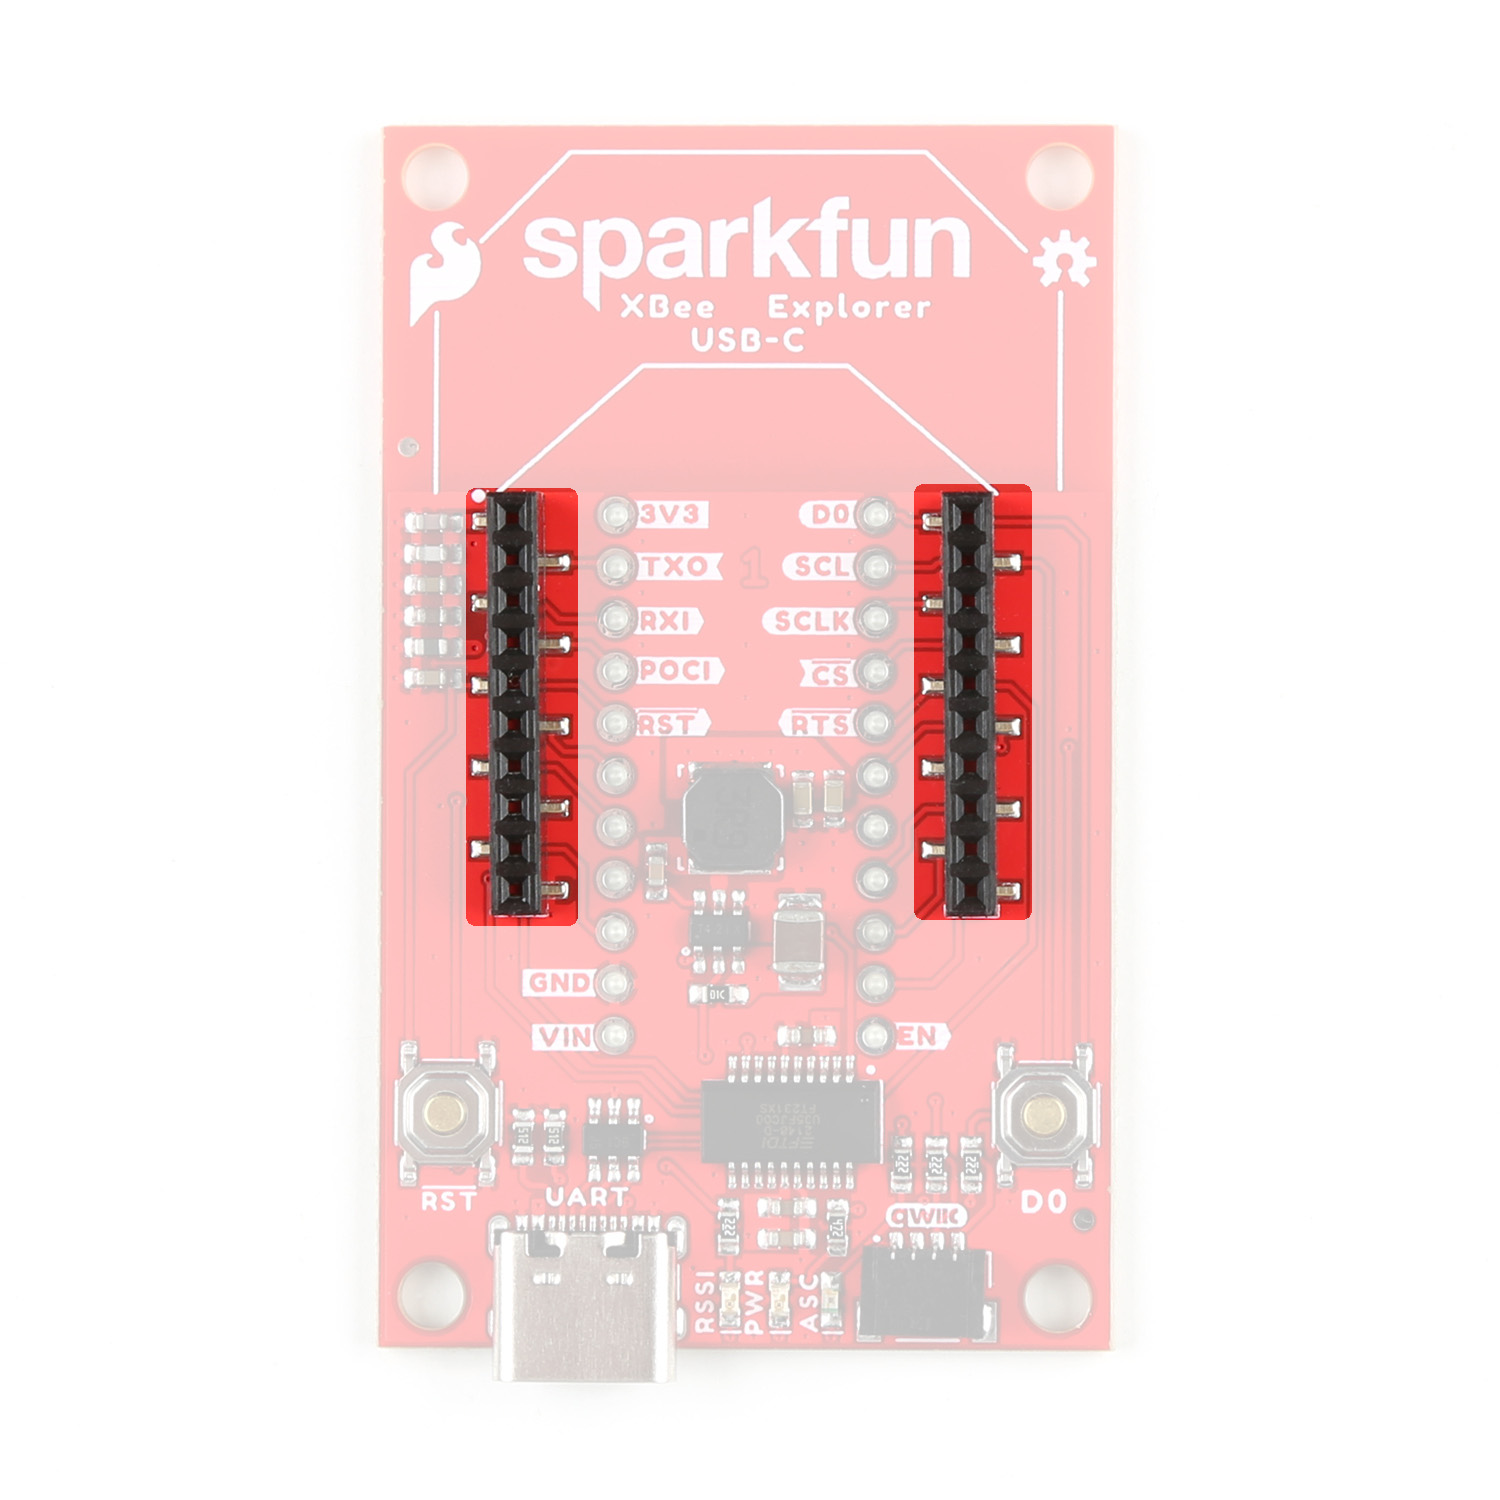 sparkfun
XBee Explorer
USB-C
3V3 D0
TXO 1 SCL
RXI SCLK
POCI CS
RST RTS
GND
VIN EN
RST UART D0
qwiic
RSSI PWR ASC